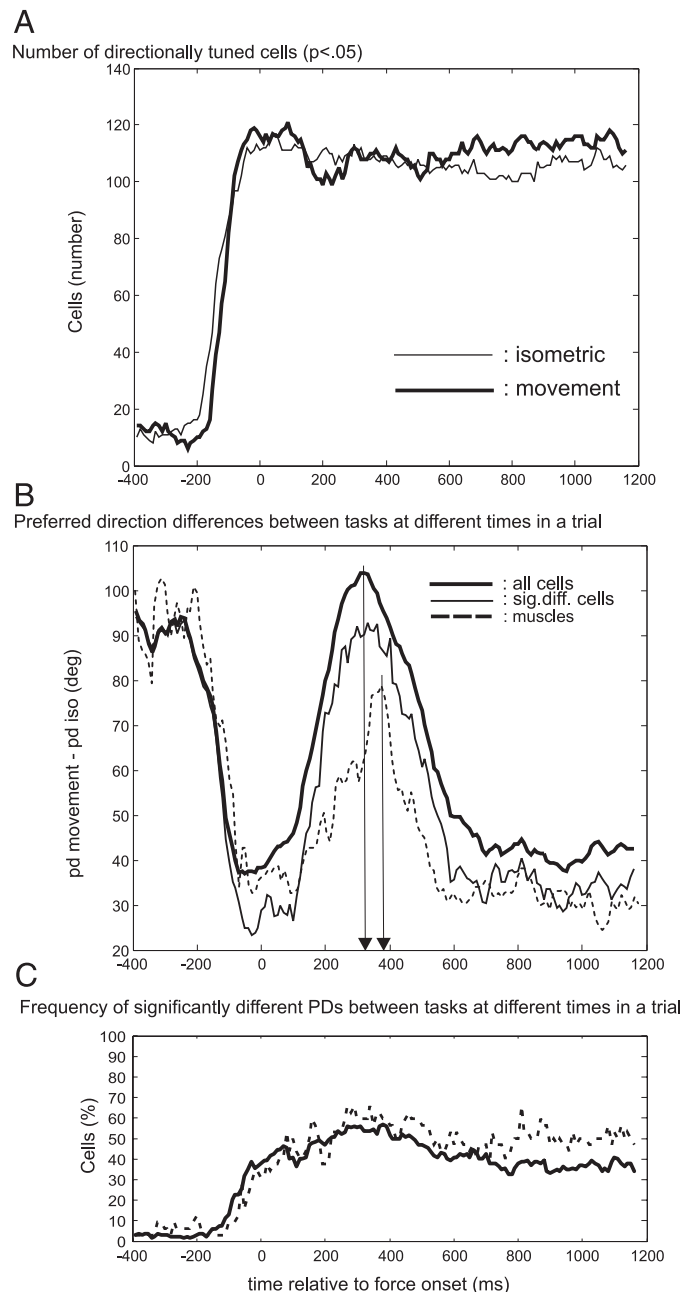 A
Number of directionally tuned cells (p<.05)
140
120
100
80
60
40
20
0
Cells (number)
: isometric
: movement
-400 -200 0 200 400 600 800 1000 1200
B
Preferred direction differences between tasks at different times in a trial
110
100
90
80
70
60
50
40
30
20
pd movement - pd iso (deg)
: all cells
: sig.diff. cells
: muscles
-400 -200 0 200 400 600 800 1000 1200
C
Frequency of significantly different PDs between tasks at different times in a trial
100
90
80
70
60
50
40
30
20
10
0
Cells (%)
-400 -200 0 200 400 600 800 1000 1200
time relative to force onset (ms)